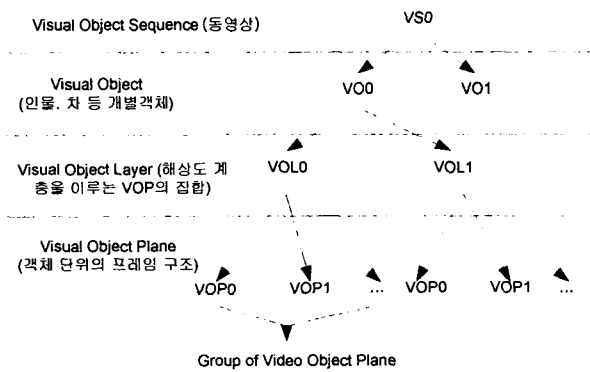 Visual Object Sequence (동영상)
VS0
Visual Object
(인물, 차 등 개별객체)
VO0
VO1
Visual Object Layer (해상도 계
층을 이루는 VOP의 집합)
VOL0
VOL1
Visual Object Plane
(객체 단위의 프레임 구조)
VOP0
VOP1
...
VOP0
VOP1
...
Group of Video Object Plane